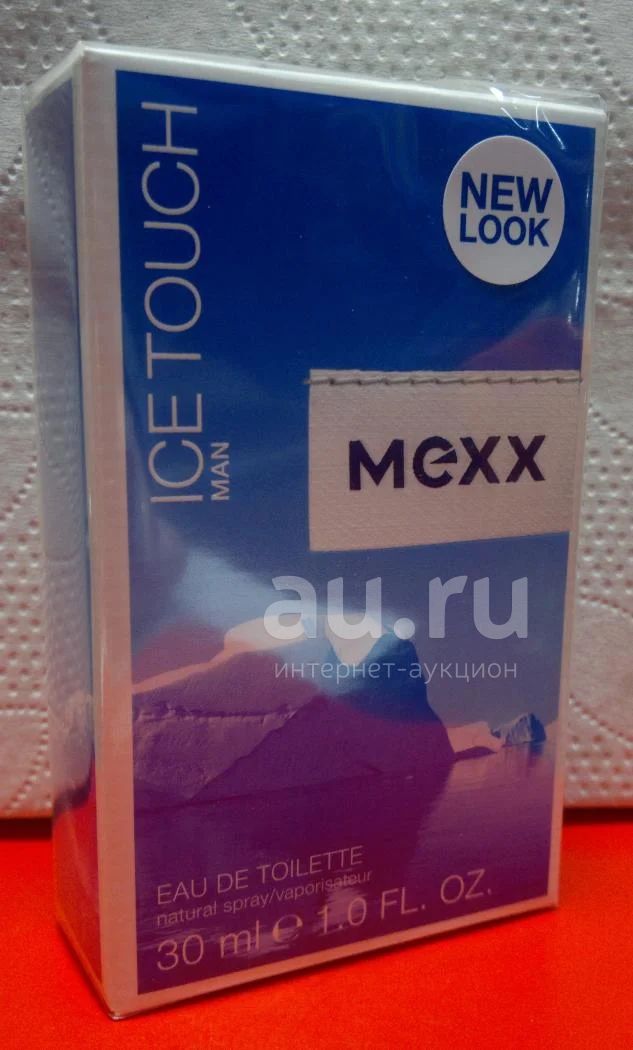 ICE TOUCH
MAN
NEW
LOOK
Mexx
au.ru
интернет-аукцион
EAU DE TOILETTE
natural spray/vaporisateur
30 ml e 1.0 FL. OZ.